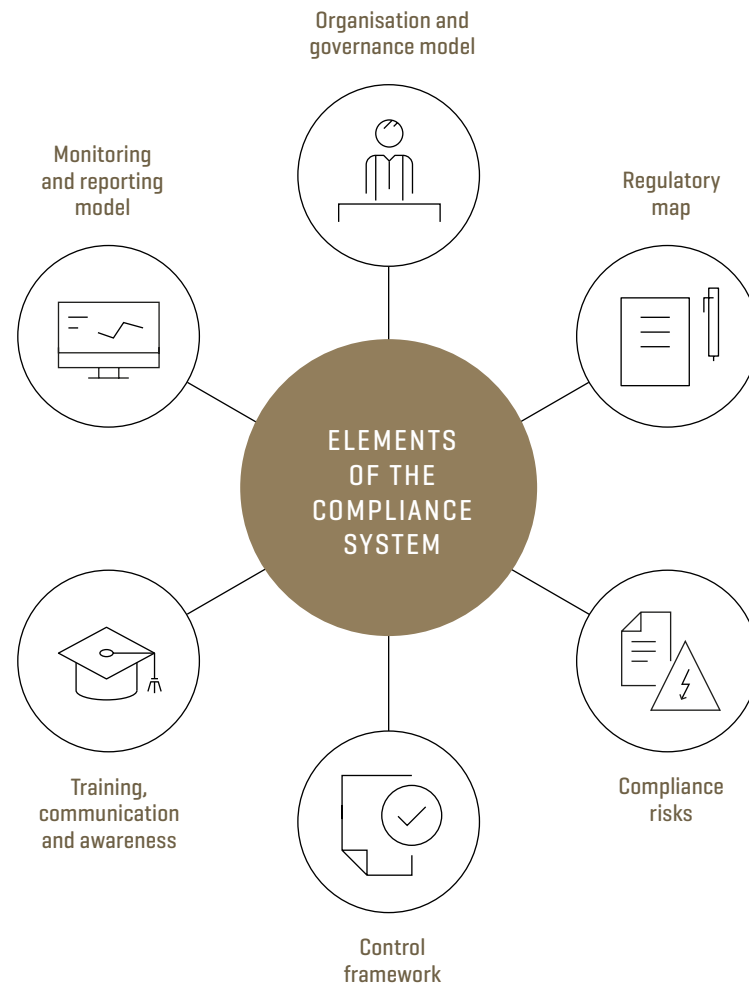 Organisation and
governance model
Monitoring
and reporting
model
Regulatory
map
ELEMENTS
OF THE
COMPLIANCE
SYSTEM
Training,
communication
and awareness
Compliance
risks
Control
framework